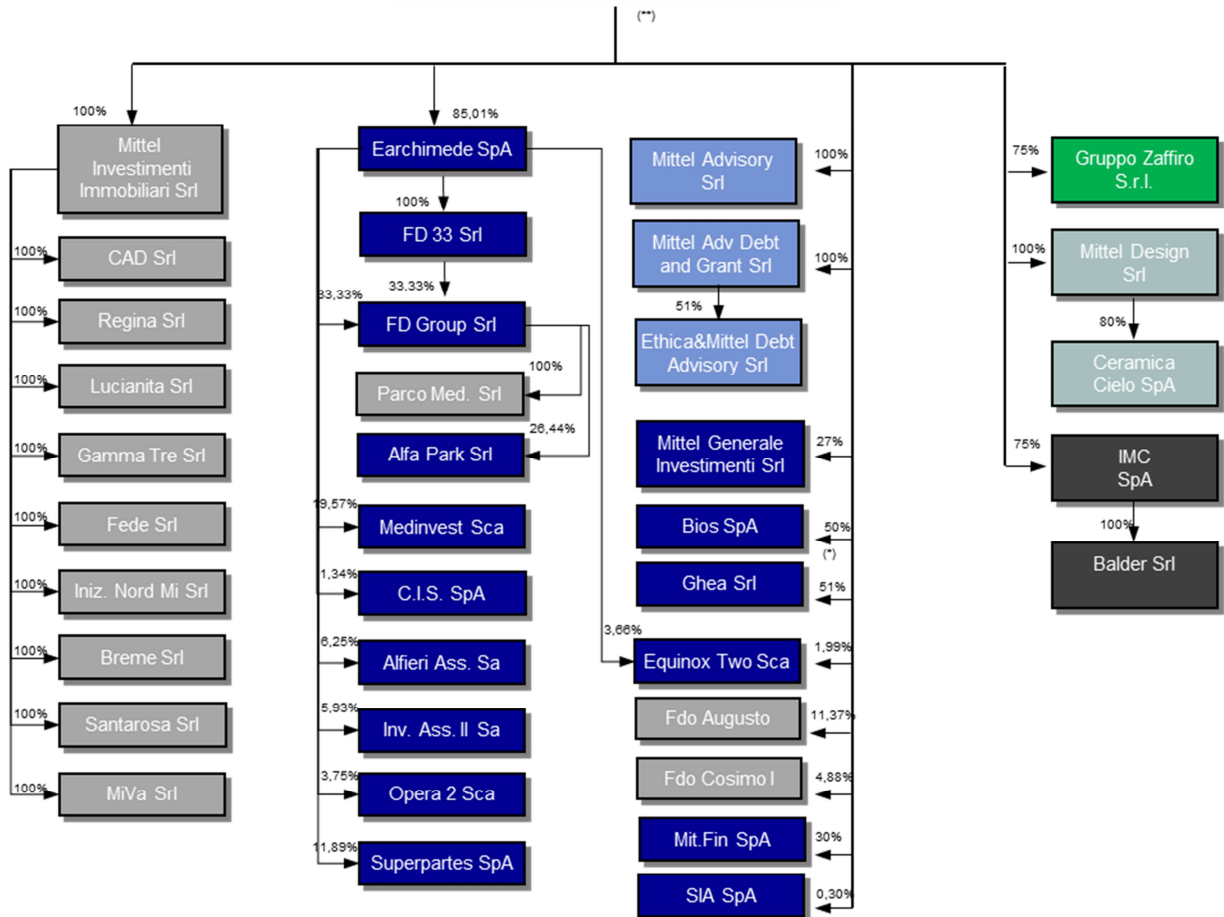 (**)
100%
Mittel
Investimenti
Immobiliari Srl
100%
CAD Srl
100%
Regina Srl
100%
Lucianita Srl
100%
Gamma Tre Srl
100%
Fede Srl
100%
Iniz. Nord Mi Srl
100%
Breme Srl
100%
Santarosa Srl
100%
MiVa Srl
85,01%
Earchimede SpA
100%
FD 33 Srl
33,33%
33,33%
FD Group Srl
100%
Parco Med. Srl
26,44%
Alfa Park Srl
19,57%
Medinvest Sca
1,34%
C.I.S. SpA
6,25%
Alfieri Ass. Sa
5,93%
Inv. Ass. II Sa
3,75%
Opera 2 Sca
11,89%
Superpartes SpA
Mittel Advisory
Srl
100%
Mittel Adv Debt
and Grant Srl
100%
51%
Ethica&Mittel Debt
Advisory Srl
Mittel Generale
Investimenti Srl
27%
Bios SpA
50%
(*)
Ghea Srl
51%
3,66%
Equinox Two Sca
1,99%
Fdo Augusto
11,37%
Fdo Cosimo I
4,88%
Mit.Fin SpA
30%
SIA SpA
0,30%
75%
Gruppo Zaffiro
S.r.l.
100%
Mittel Design
Srl
80%
Ceramica
Cielo SpA
75%
IMC
SpA
100%
Balder Srl